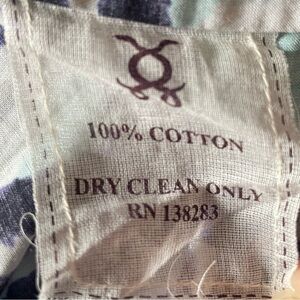 100% COTTON
DRY CLEAN ONLY
RN 138283